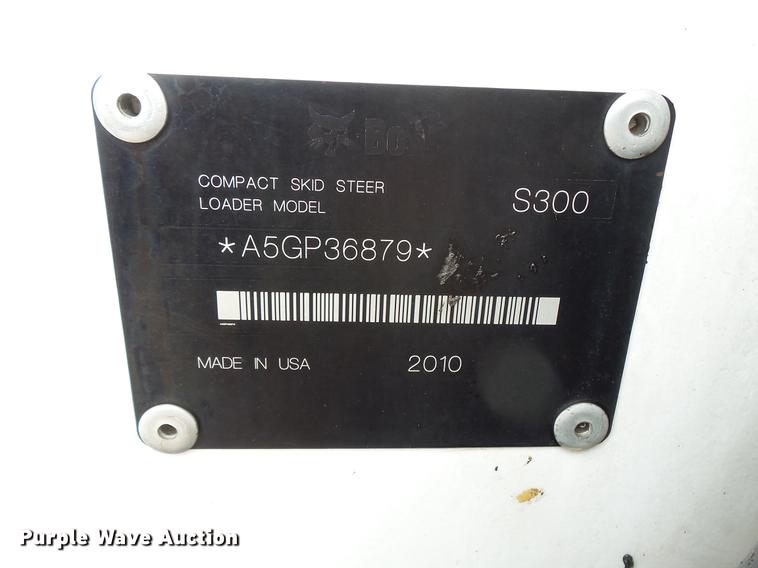 COMPACT SKID STEER
LOADER MODEL S300
*A5GP36879*
MADE IN USA 2010
Purple Wave Auction